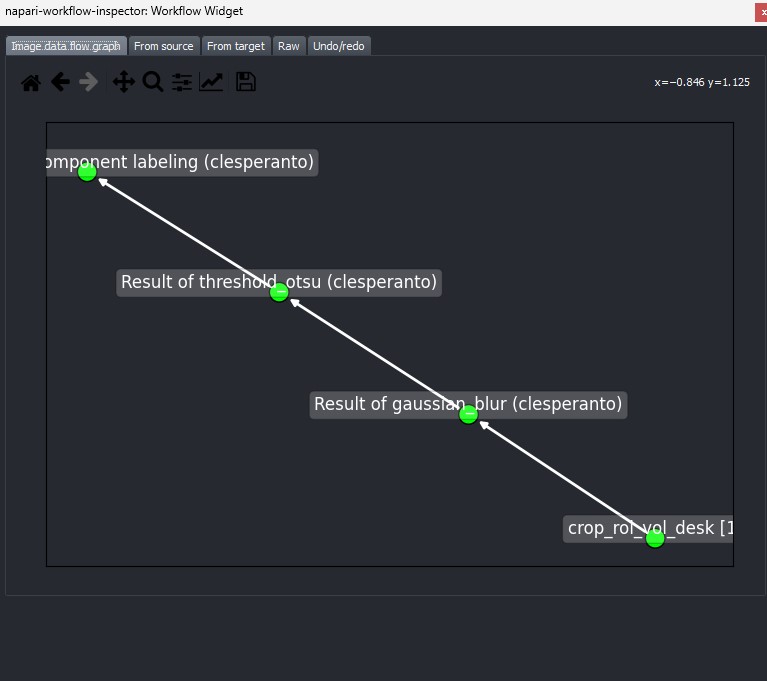 napari-workflow-inspector: Workflow Widget
Image data flow graph From source From target Raw Undo/redo
x=−0.846 y=1.125
omponent labeling (clesperanto)
Result of threshold_otsu (clesperanto)
Result of gaussian_blur (clesperanto)
crop_roi_vol_desk [1